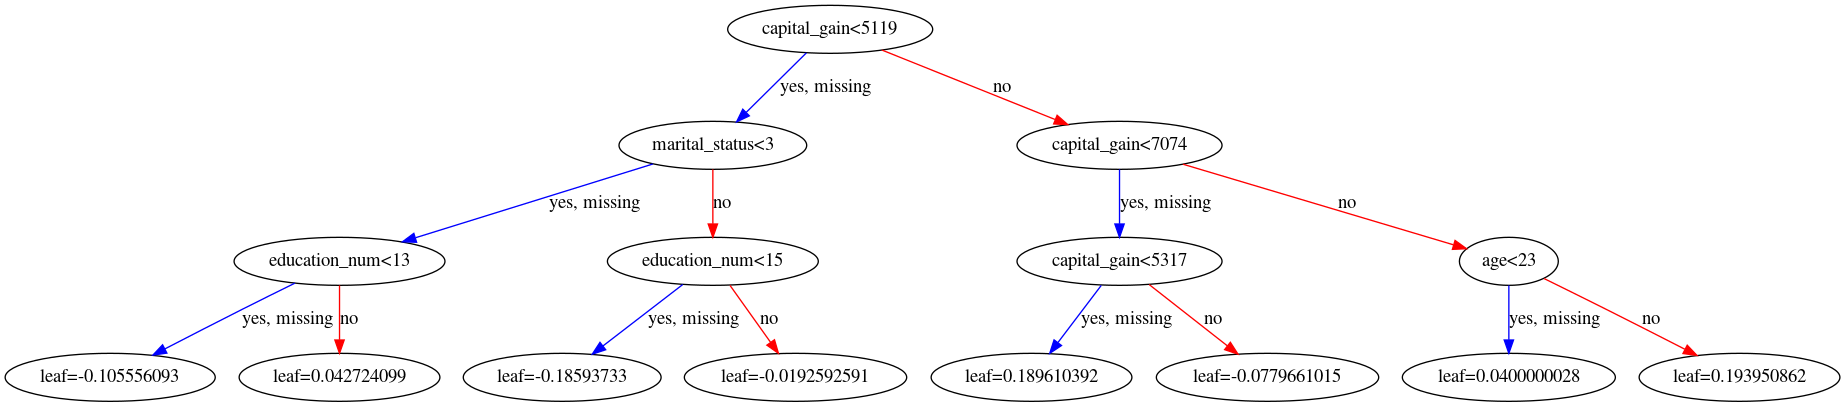 capital_gain<5119
yes, missing
no
marital_status<3
capital_gain<7074
yes, missing
no
yes, missing
no
education_num<13
education_num<15
capital_gain<5317
age<23
yes, missing
no
yes, missing
no
yes, missing
no
yes, missing
no
leaf=-0.105556093
leaf=0.042724099
leaf=-0.18593733
leaf=-0.0192592591
leaf=0.189610392
leaf=-0.0779661015
leaf=0.0400000028
leaf=0.193950862